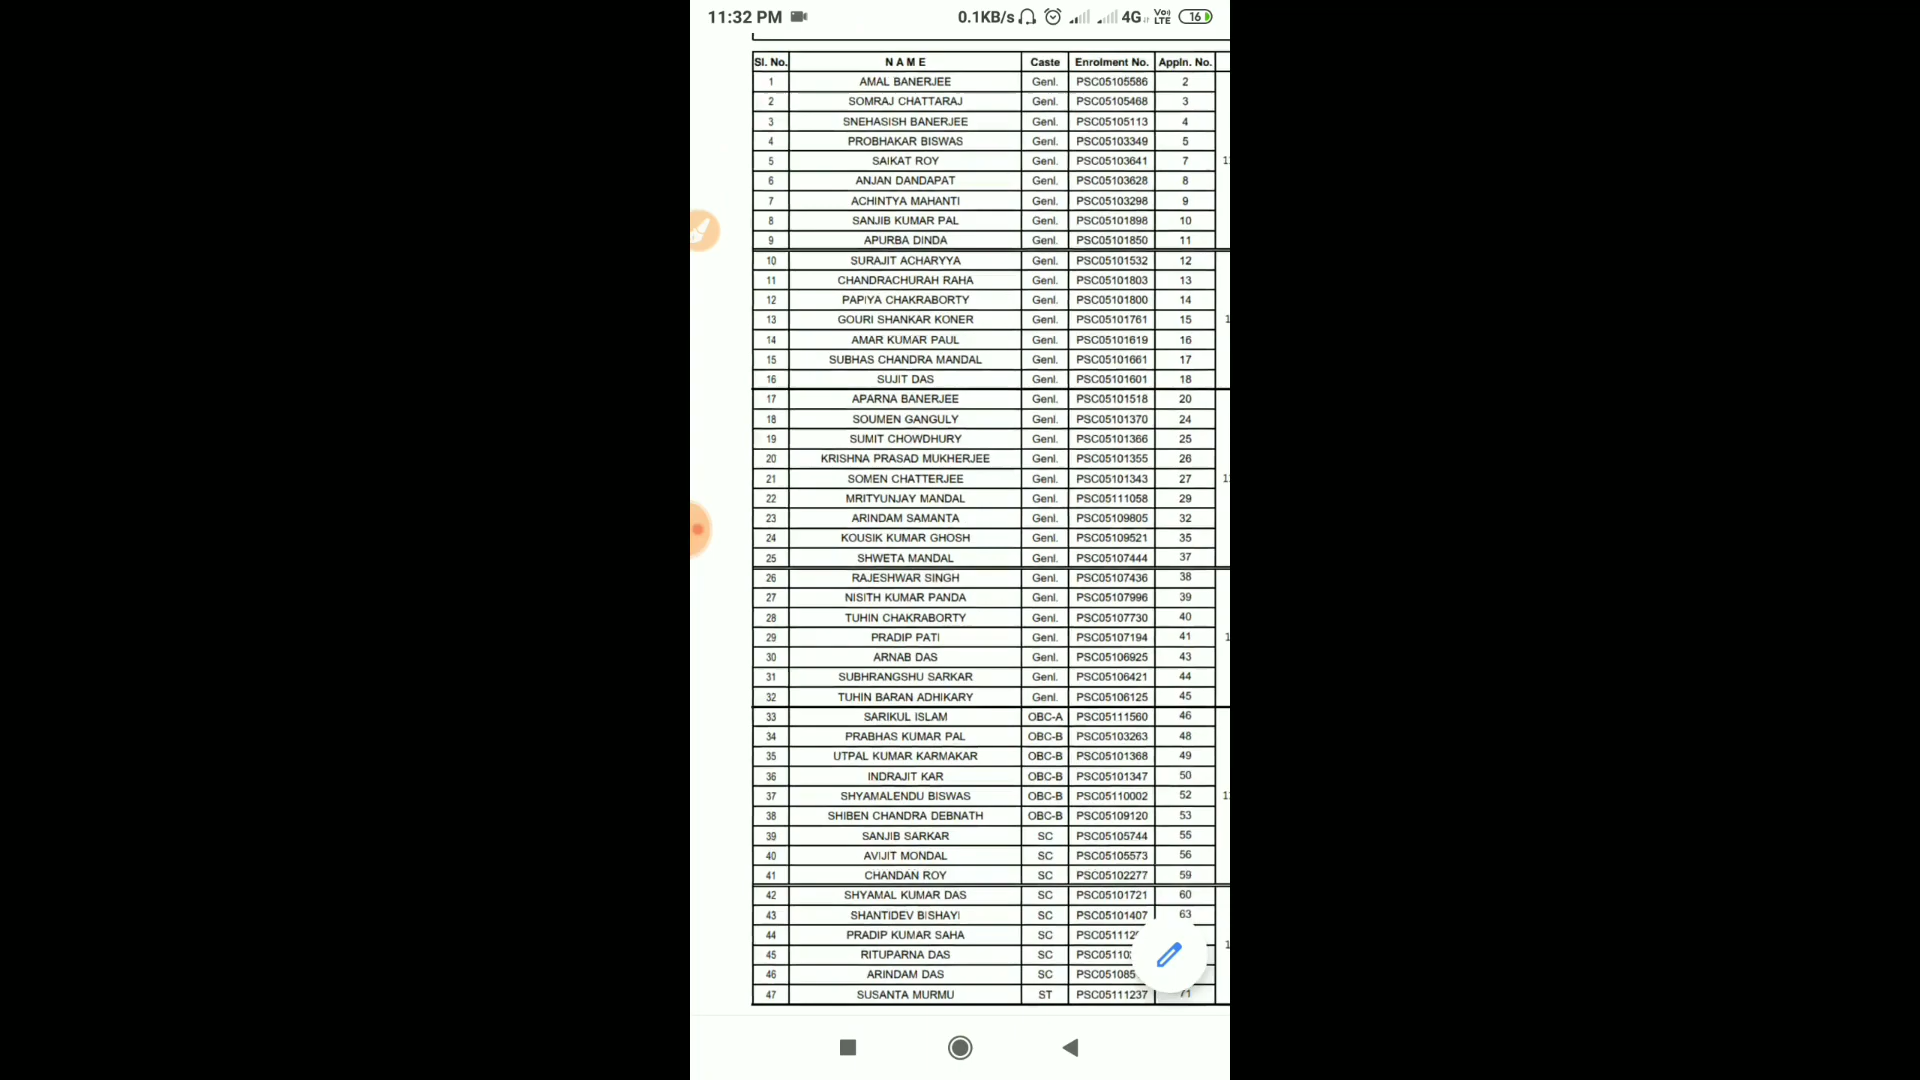 11:32 PM 0.1KB/s 4G VoLTE 16
Sl. No. N A M E Caste Enrolment No. Appln. No.
1 AMAL BANERJEE Genl. PSC05105586 2
2 SOMRAJ CHATTARAJ Genl. PSC05105468 3
3 SNEHASISH BANERJEE Genl. PSC05105113 4
4 PROBHAKAR BISWAS Genl. PSC05103349 5
5 SAIKAT ROY Genl. PSC05103641 7
6 ANJAN DANDAPAT Genl. PSC05103628 8
7 ACHINTYA MAHANTI Genl. PSC05103298 9
8 SANJIB KUMAR PAL Genl. PSC05101898 10
9 APURBA DINDA Genl. PSC05101850 11
10 SURAJIT ACHARYYA Genl. PSC05101532 12
11 CHANDRACHURAH RAHA Genl. PSC05101803 13
12 PAPIYA CHAKRABORTY Genl. PSC05101800 14
13 GOURI SHANKAR KONER Genl. PSC05101761 15
14 AMAR KUMAR PAUL Genl. PSC05101619 16
15 SUBHAS CHANDRA MANDAL Genl. PSC05101661 17
16 SUJIT DAS Genl. PSC05101601 18
17 APARNA BANERJEE Genl. PSC05101518 20
18 SOUMEN GANGULY Genl. PSC05101370 24
19 SUMIT CHOWDHURY Genl. PSC05101366 25
20 KRISHNA PRASAD MUKHERJEE Genl. PSC05101355 26
21 SOMEN CHATTERJEE Genl. PSC05101343 27
22 MRITYUNJAY MANDAL Genl. PSC05111058 29
23 ARINDAM SAMANTA Genl. PSC05109805 32
24 KOUSIK KUMAR GHOSH Genl. PSC05109521 35
25 SHWETA MANDAL Genl. PSC05107444 37
26 RAJESHWAR SINGH Genl. PSC05107436 38
27 NISITH KUMAR PANDA Genl. PSC05107996 39
28 TUHIN CHAKRABORTY Genl. PSC05107730 40
29 PRADIP PATI Genl. PSC05107194 41
30 ARNAB DAS Genl. PSC05106925 43
31 SUBHRANGSHU SARKAR Genl. PSC05106421 44
32 TUHIN BARAN ADHIKARY Genl. PSC05106125 45
33 SARIKUL ISLAM OBC-A PSC05111560 46
34 PRABHAS KUMAR PAL OBC-B PSC05103263 48
35 UTPAL KUMAR KARMAKAR OBC-B PSC05101368 49
36 INDRAJIT KAR OBC-B PSC05101347 50
37 SHYAMALENDU BISWAS OBC-B PSC05110002 52
38 SHIBEN CHANDRA DEBNATH OBC-B PSC05109120 53
39 SANJIB SARKAR SC PSC05105744 55
40 AVIJIT MONDAL SC PSC05105573 56
41 CHANDAN ROY SC PSC05102277 59
42 SHYAMAL KUMAR DAS SC PSC05101721 60
43 SHANTIDEV BISHAYI SC PSC05101407 63
44 PRADIP KUMAR SAHA SC
45 RITUPARNA DAS SC
46 ARINDAM DAS SC
47 SUSANTA MURMU ST PSC05111237 71